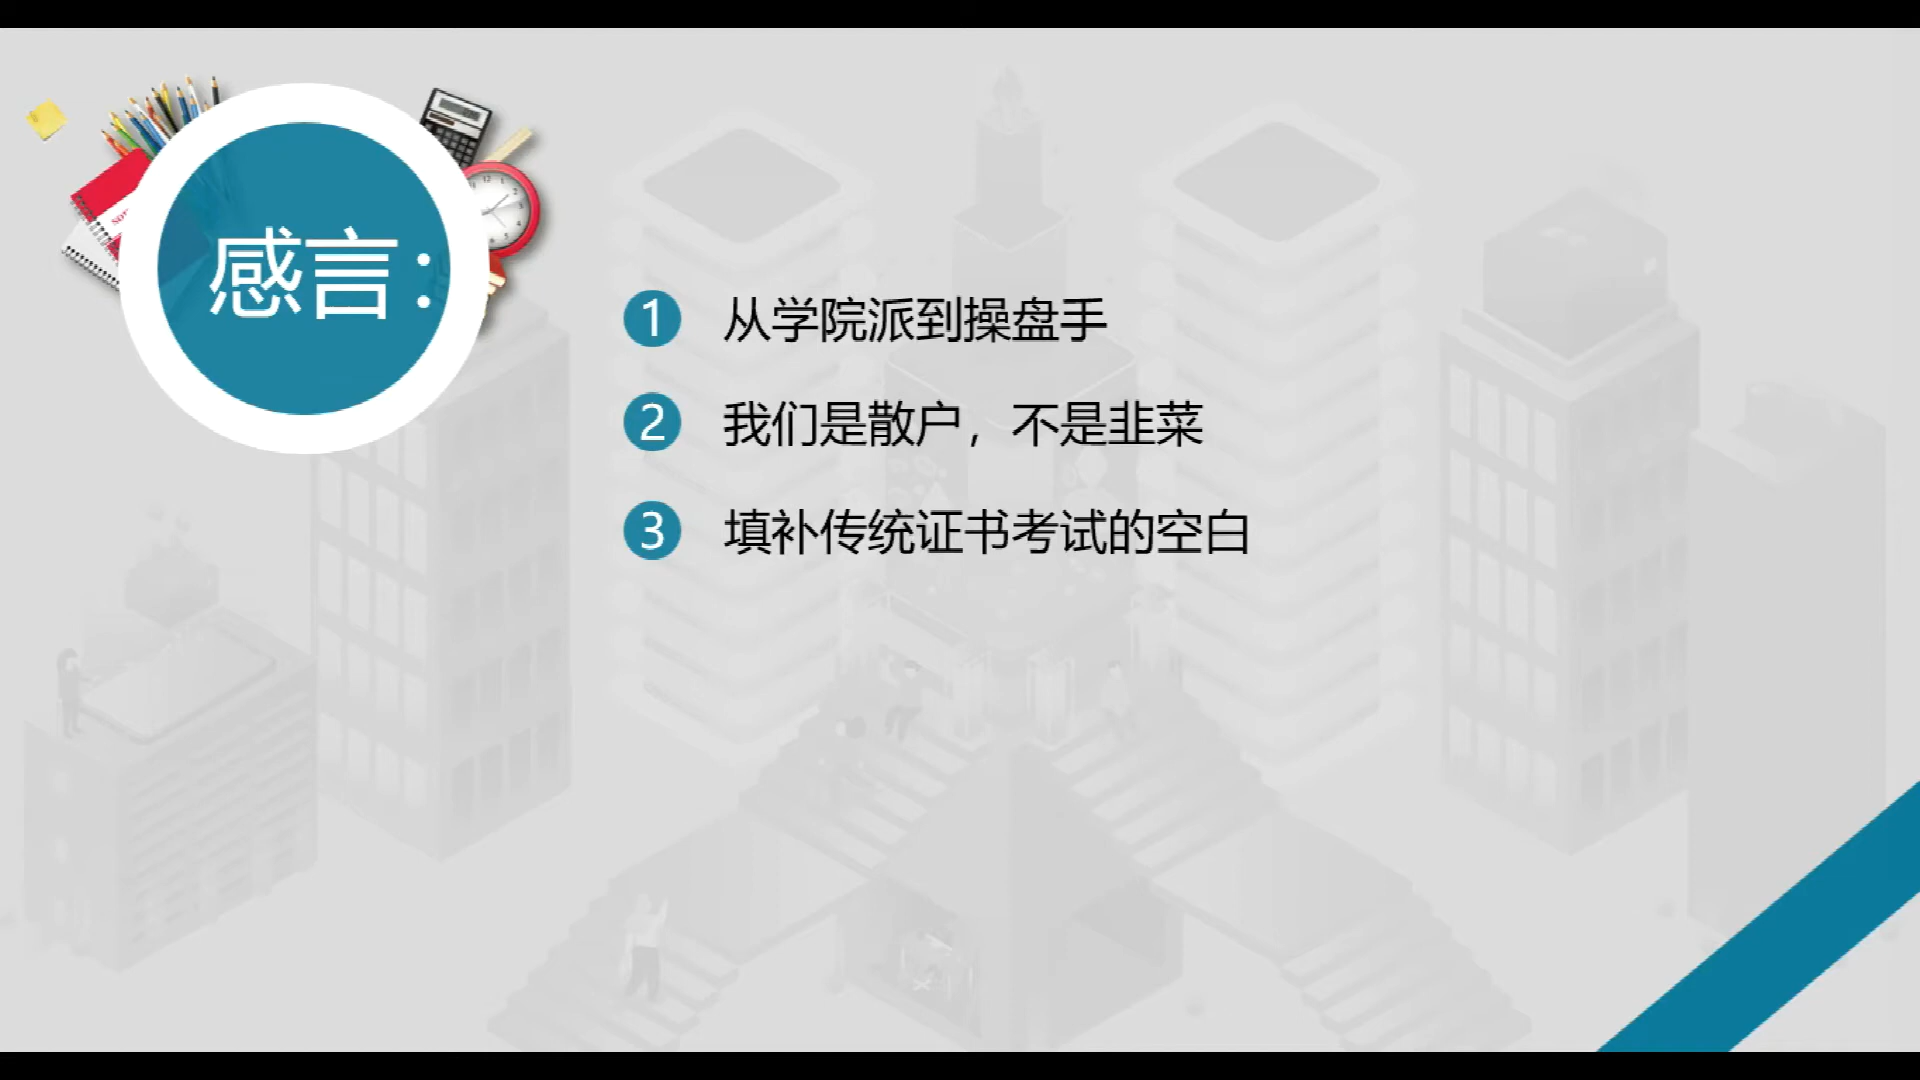 感言：
1 从学院派到操盘手
2 我们是散户，不是韭菜
3 填补传统证书考试的空白